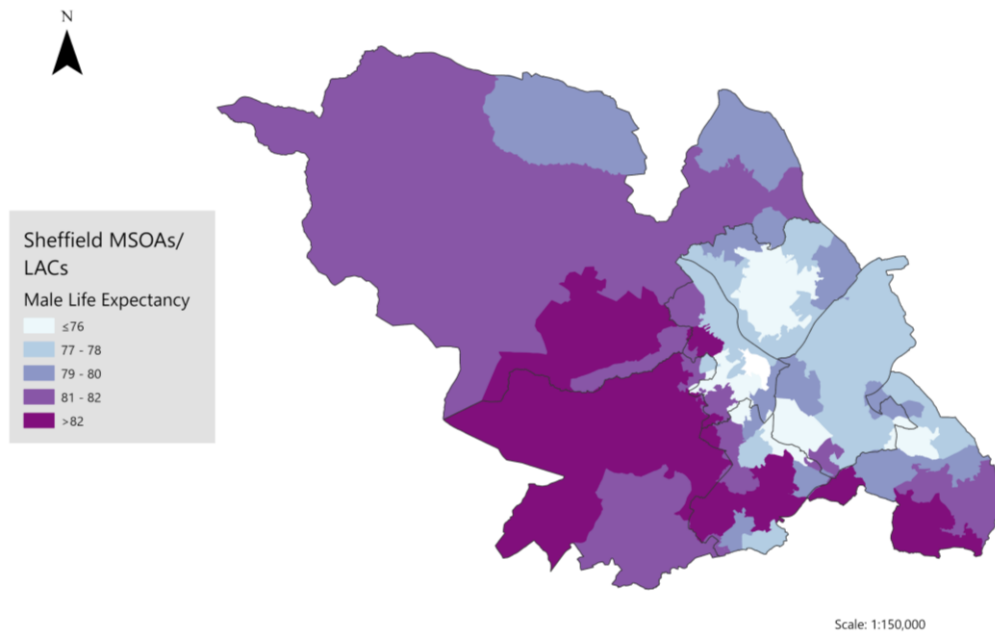 N
Sheffield MSOAs/
LACs
Male Life Expectancy
≤76
77 - 78
79 - 80
81 - 82
>82
Scale: 1:150,000